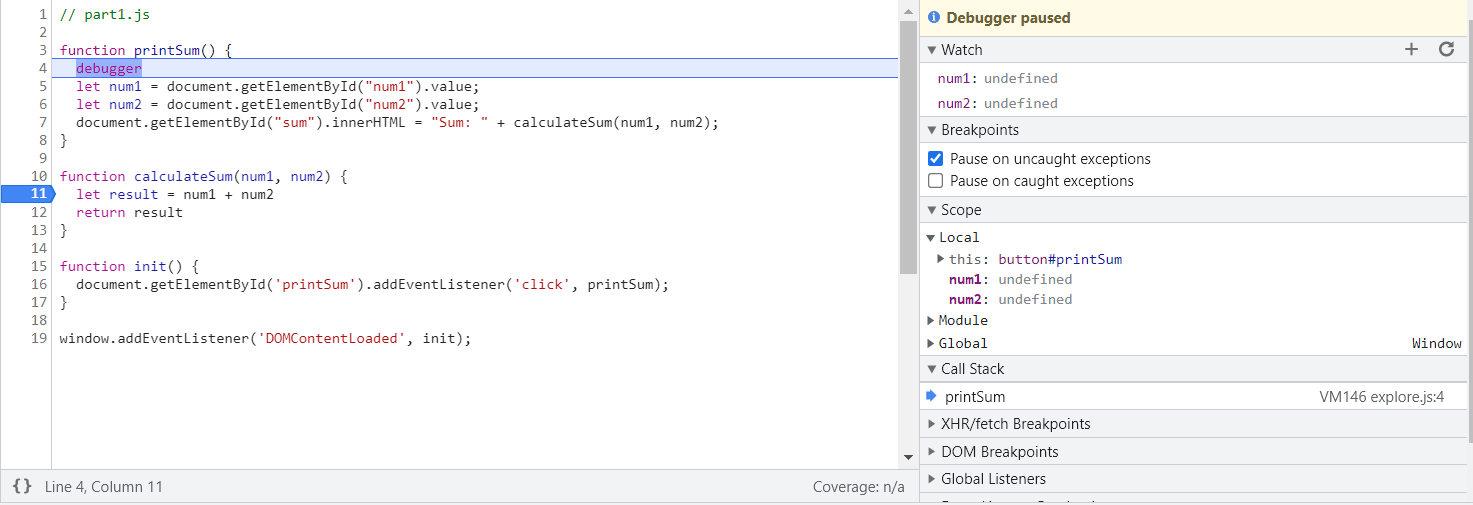 1 // part1.js
2
3 function printSum() {
4   debugger
5   let num1 = document.getElementById("num1").value;
6   let num2 = document.getElementById("num2").value;
7   document.getElementById("sum").innerHTML = "Sum: " + calculateSum(num1, num2);
8 }
9
10 function calculateSum(num1, num2) {
11   let result = num1 + num2
12   return result
13 }
14
15 function init() {
16   document.getElementById('printSum').addEventListener('click', printSum);
17 }
18
19 window.addEventListener('DOMContentLoaded', init);
{} Line 4, Column 11
Coverage: n/a
Debugger paused
Watch
num1: undefined
num2: undefined
Breakpoints
Pause on uncaught exceptions
Pause on caught exceptions
Scope
Local
this: button#printSum
num1: undefined
num2: undefined
Module
Global Window
Call Stack
printSum VM146 explore.js:4
XHR/fetch Breakpoints
DOM Breakpoints
Global Listeners